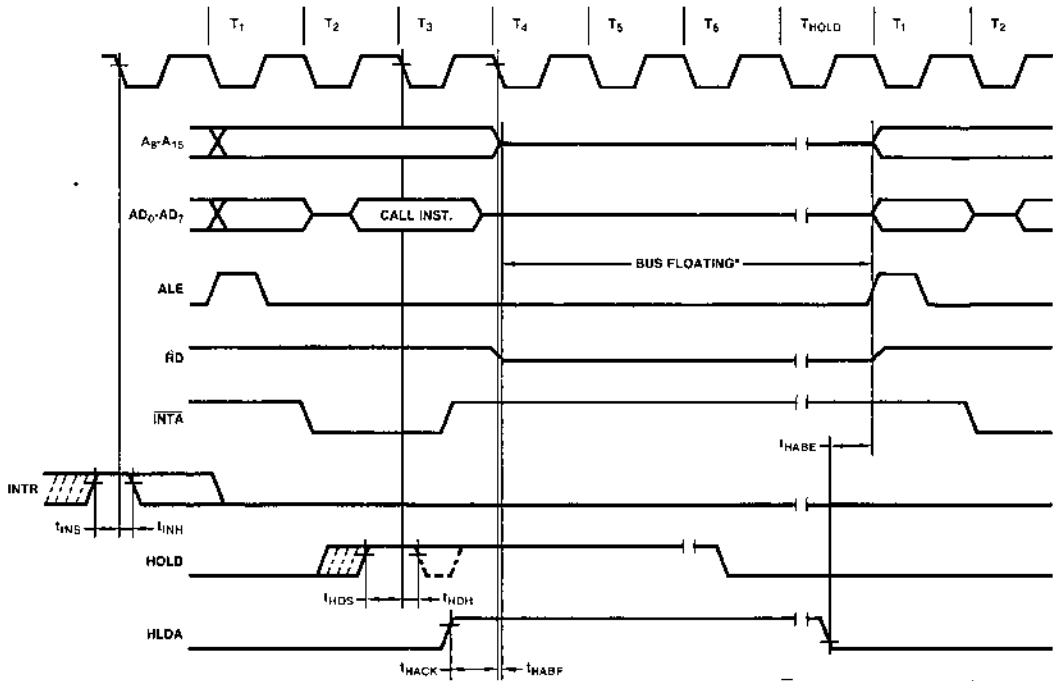 T₁ T₂ T₃ T₄ T₅ T₆ T_HOLD T₁ T₂
A₈-A₁₅
AD₀-AD₇
CALL INST.
BUS FLOATING*
ALE
RD
INTA
t_HABE
INTR
t_INS t_INH
HOLD
t_HDS t_HDH
HLDA
t_HACK t_HABF